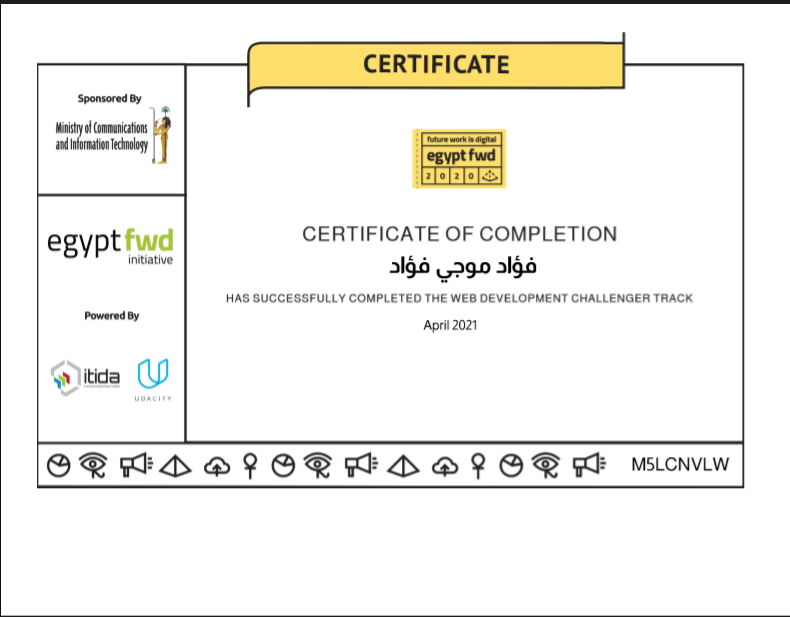 CERTIFICATE
Sponsored By
Ministry of Communications
and Information Technology
egypt fwd
initiative
Powered By
itida
UDACITY
future work is digital
egypt fwd
2 0 2 0
CERTIFICATE OF COMPLETION
فؤاد موجي فؤاد
HAS SUCCESSFULLY COMPLETED THE WEB DEVELOPMENT CHALLENGER TRACK
April 2021
M5LCNVLW